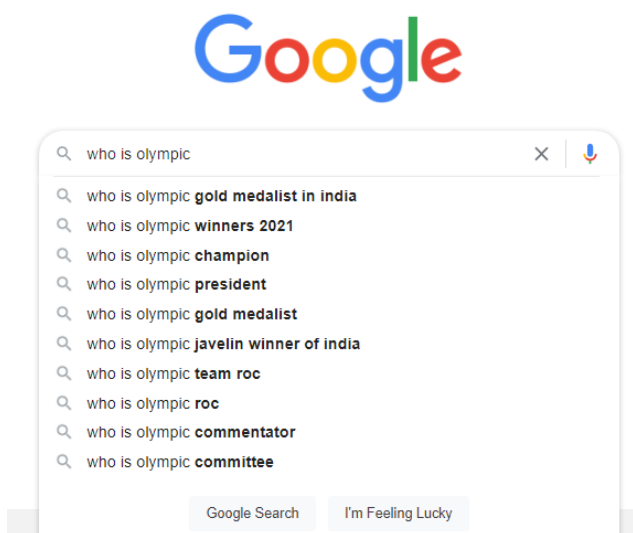 Google
who is olympic
who is olympic gold medalist in india
who is olympic winners 2021
who is olympic champion
who is olympic president
who is olympic gold medalist
who is olympic javelin winner of india
who is olympic team roc
who is olympic roc
who is olympic commentator
who is olympic committee
Google Search I'm Feeling Lucky